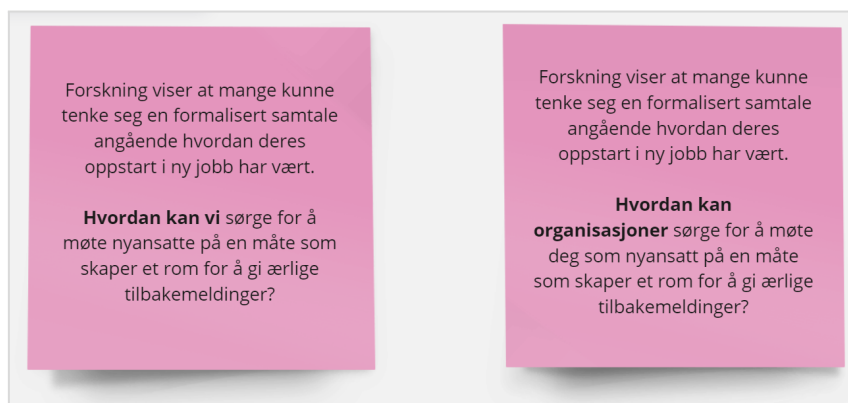 Forskning viser at mange kunne
tenke seg en formalisert samtale
angående hvordan deres
oppstart i ny jobb har vært.
Hvordan kan vi sørge for å
møte nyansatte på en måte som
skaper et rom for å gi ærlige
tilbakemeldinger?
Forskning viser at mange kunne
tenke seg en formalisert samtale
angående hvordan deres
oppstart i ny jobb har vært.
Hvordan kan
organisasjoner sørge for å møte
deg som nyansatt på en måte
som skaper et rom for å gi ærlige
tilbakemeldinger?